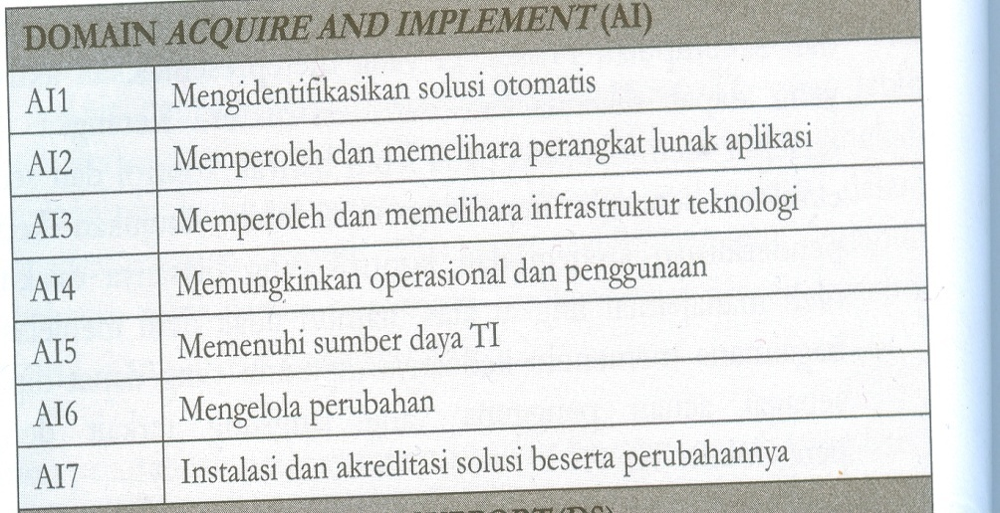 DOMAIN ACQUIRE AND IMPLEMENT (AI)
AI1 Mengidentifikasikan solusi otomatis
AI2 Memperoleh dan memelihara perangkat lunak aplikasi
AI3 Memperoleh dan memelihara infrastruktur teknologi
AI4 Memungkinkan operasional dan penggunaan
AI5 Memenuhi sumber daya TI
AI6 Mengelola perubahan
AI7 Instalasi dan akreditasi solusi beserta perubahannya